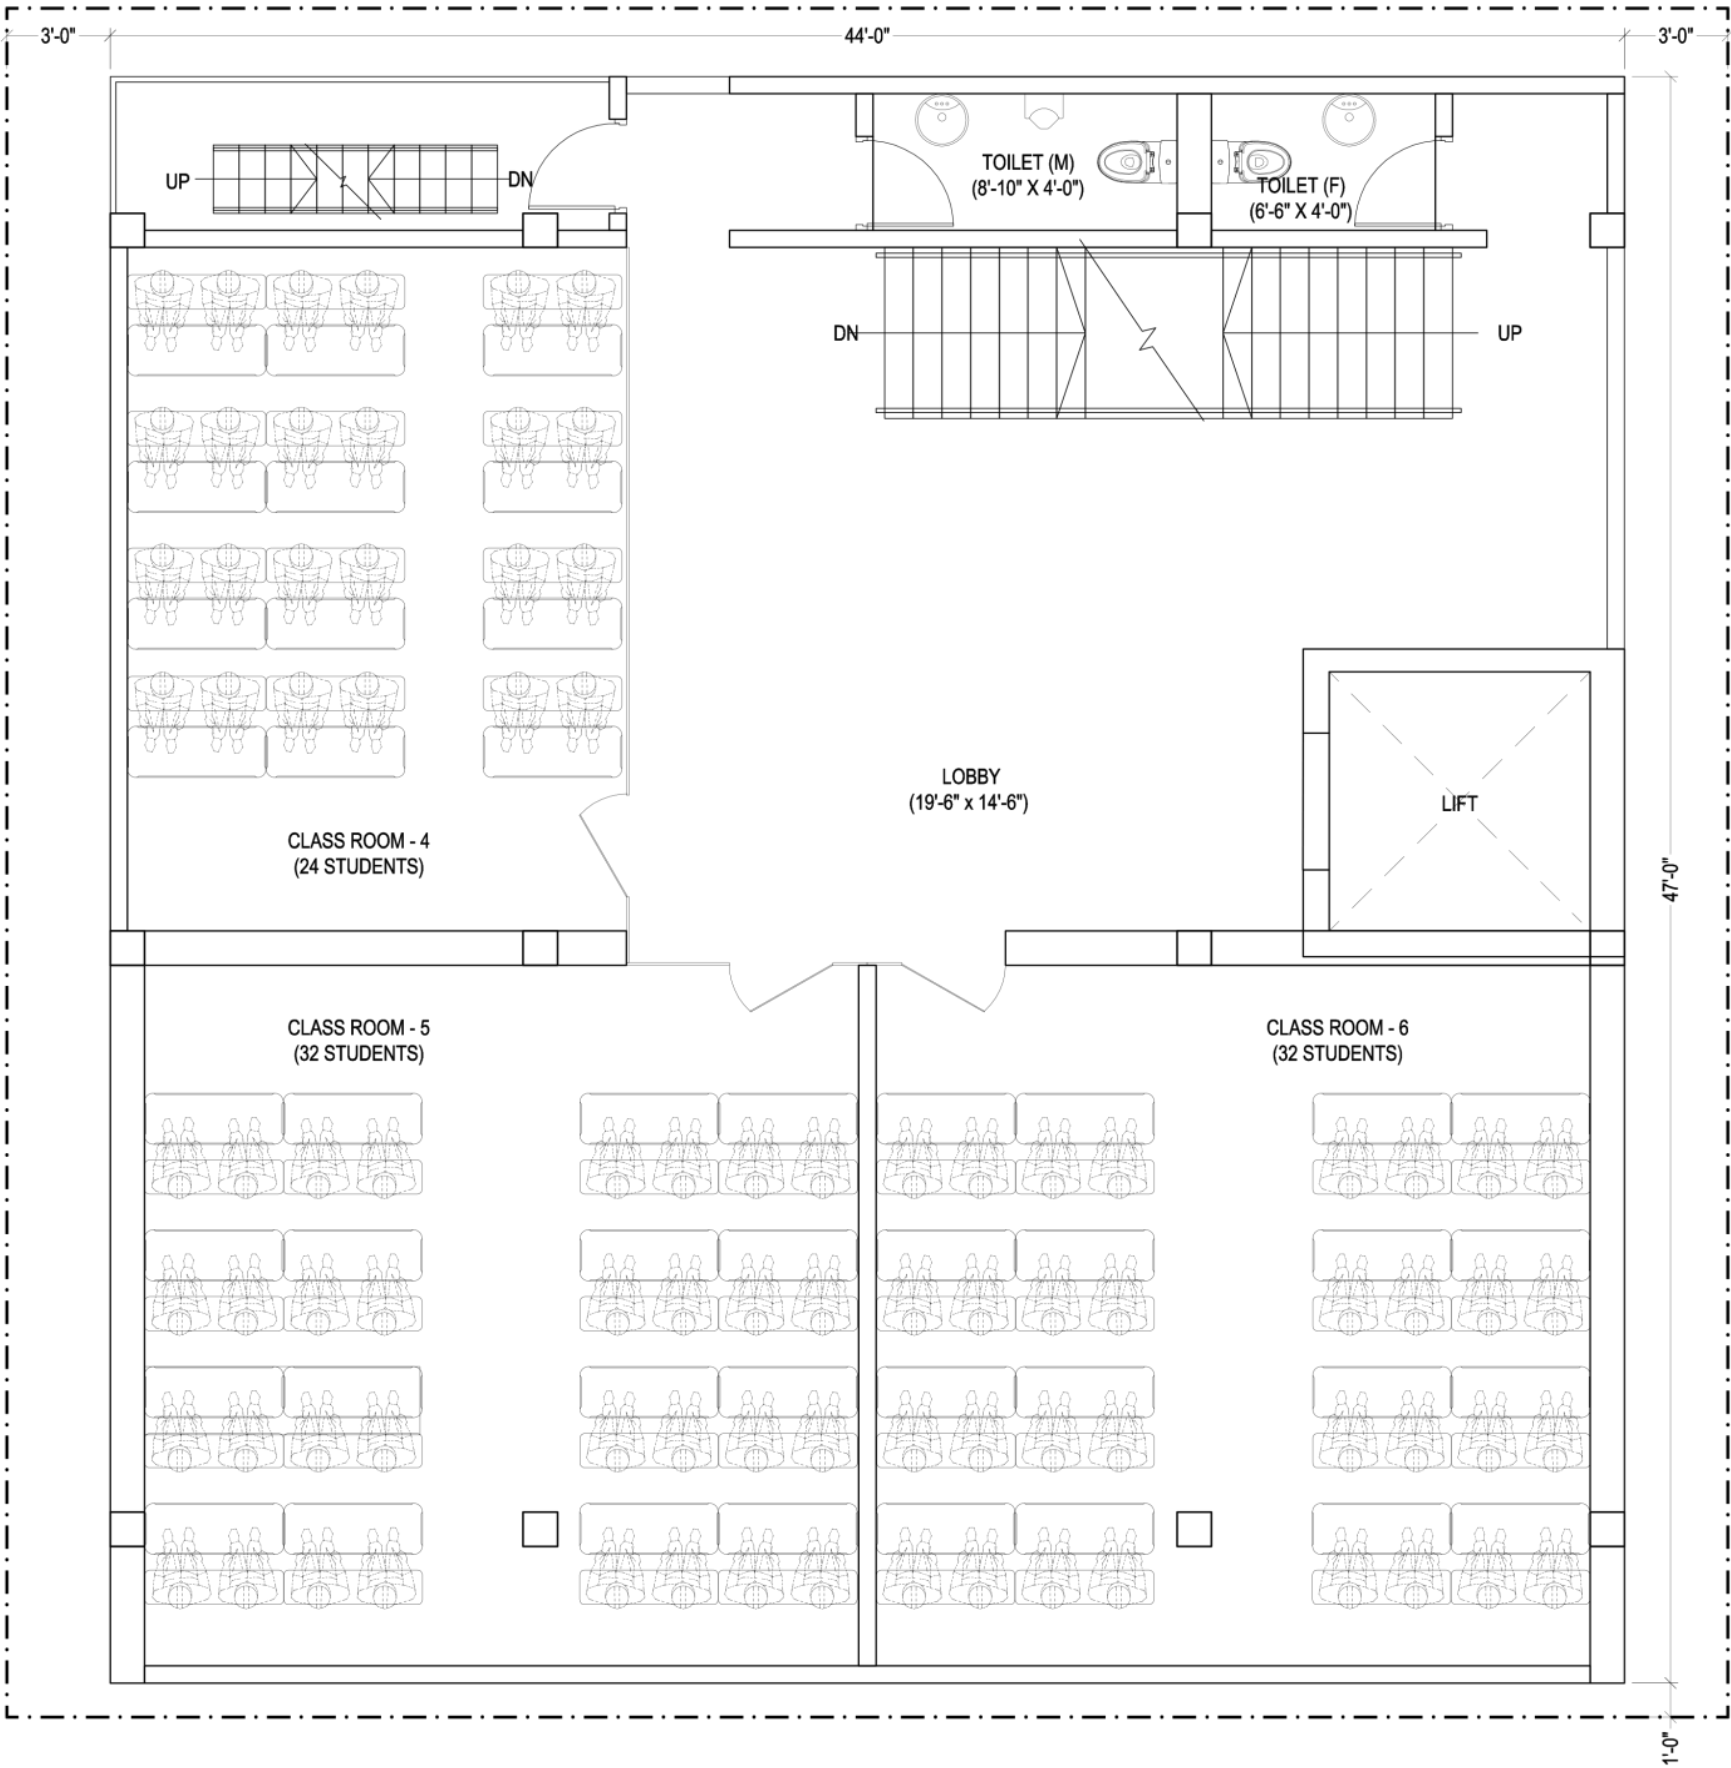 3'-0"
44'-0"
3'-0"
UP
DN
TOILET (M)
(8'-10" X 4'-0")
TOILET (F)
(6'-6" X 4'-0")
DN
UP
LOBBY
(19'-6" x 14'-6")
LIFT
CLASS ROOM - 4
(24 STUDENTS)
47'-0"
CLASS ROOM - 5
(32 STUDENTS)
CLASS ROOM - 6
(32 STUDENTS)
1'-0"